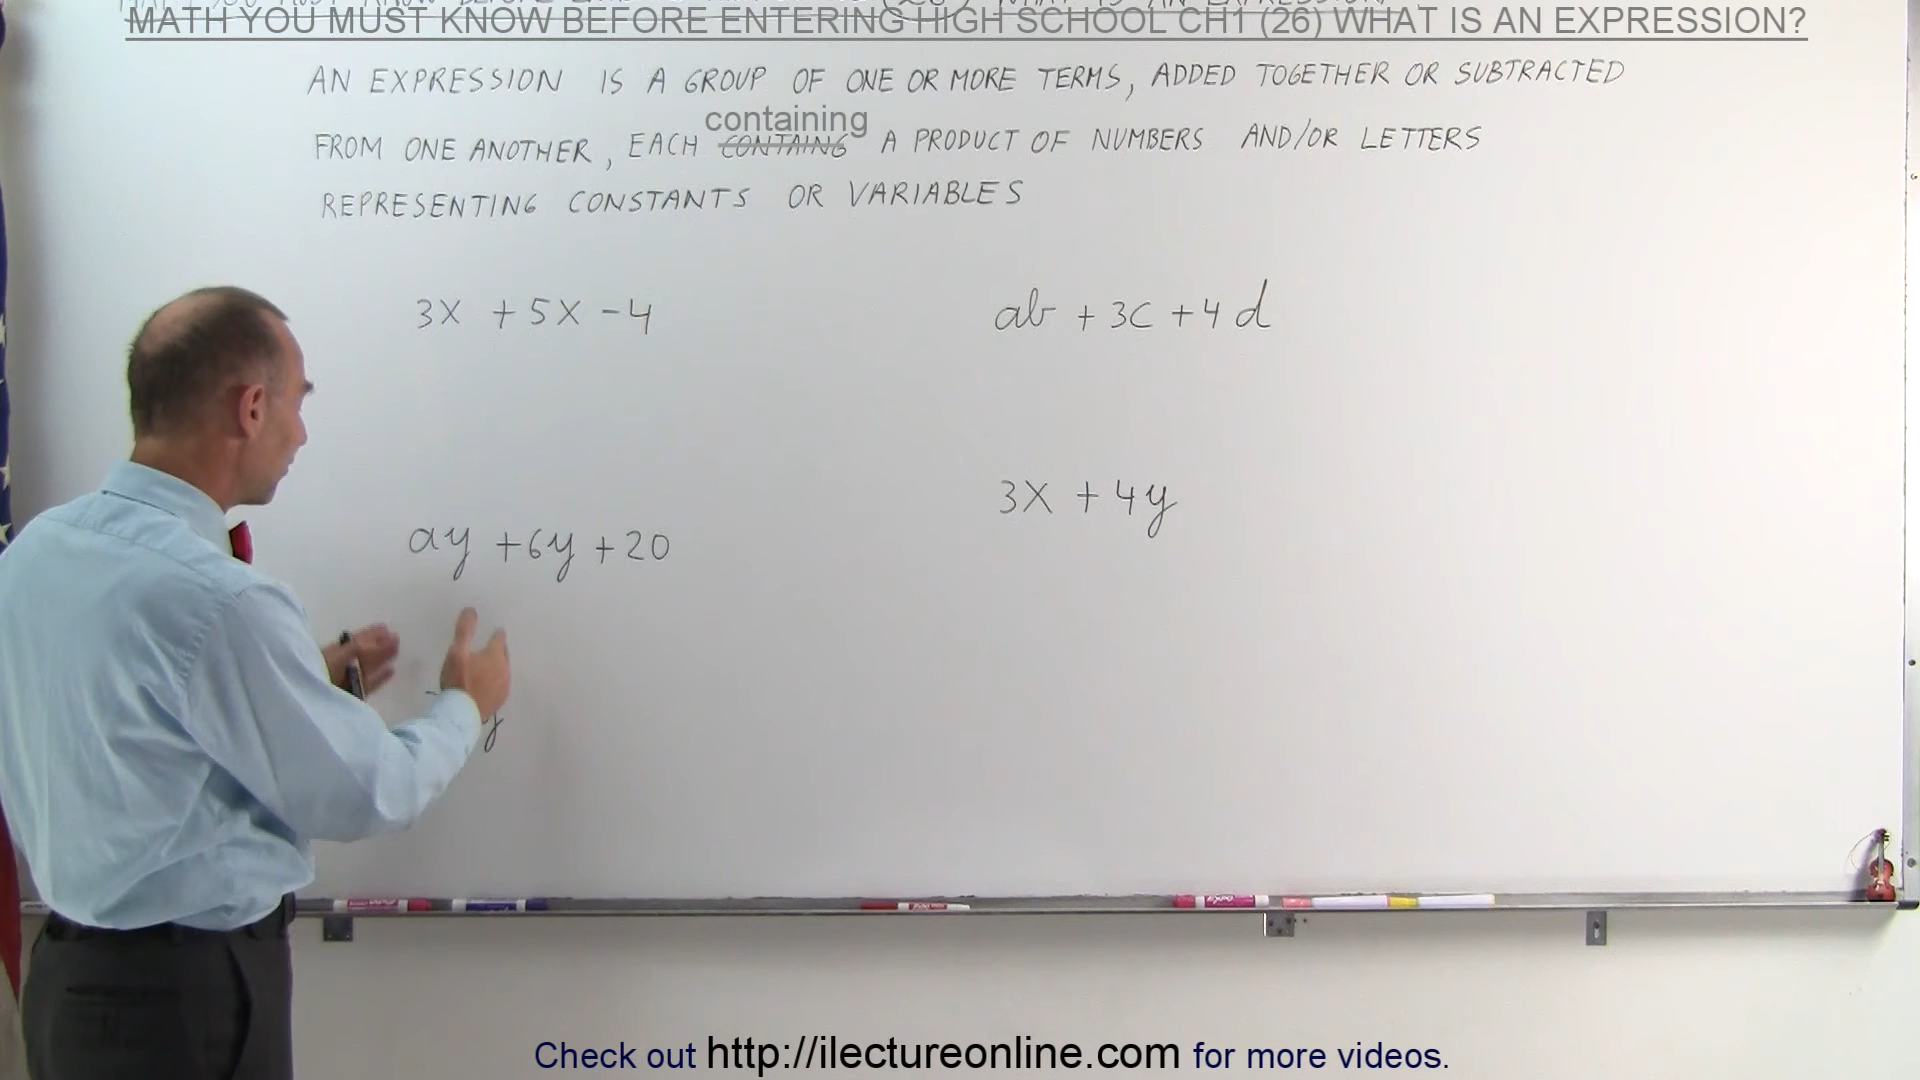 MATH YOU MUST KNOW BEFORE ENTERING HIGH SCHOOL CH1 (26) WHAT IS AN EXPRESSION?
AN EXPRESSION IS A GROUP OF ONE OR MORE TERMS, ADDED TOGETHER OR SUBTRACTED
containing
FROM ONE ANOTHER, EACH CONTAING A PRODUCT OF NUMBERS AND/OR LETTERS
REPRESENTING CONSTANTS OR VARIABLES
3X + 5X - 4
ab + 3c + 4d
3X + 4y
ay + 6y + 20
y
Check out http://ilectureonline.com for more videos.